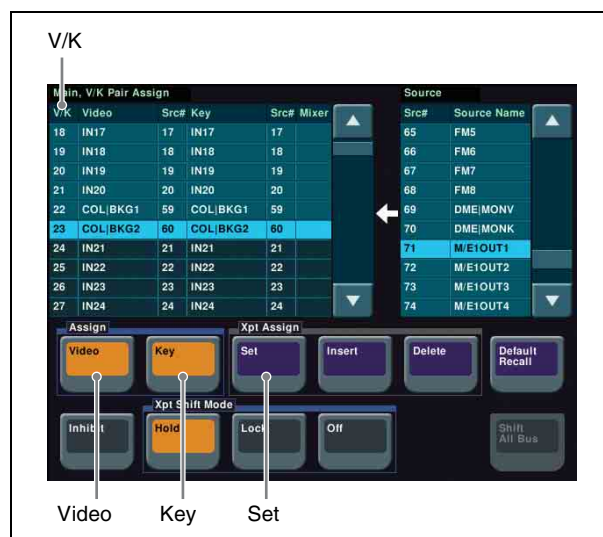 V/K
Main, V/K Pair Assign
Source
V/K Video Src# Key Src# Mixer
Src# Source Name
18 IN17 17 IN17 17
65 FM5
19 IN18 18 IN18 18
66 FM6
20 IN19 19 IN19 19
67 FM7
21 IN20 20 IN20 20
68 FM8
22 COL|BKG1 59 COL|BKG1 59
69 DME|MONV
23 COL|BKG2 60 COL|BKG2 60
70 DME|MONK
24 IN21 21 IN21 21
71 M/E1OUT1
25 IN22 22 IN22 22
72 M/E1OUT2
26 IN23 23 IN23 23
73 M/E1OUT3
27 IN24 24 IN24 24
74 M/E1OUT4
Assign
Xpt Assign
Video Key Set Insert Delete Default
Recall
Xpt Shift Mode
Inhibit Hold Lock Off Shift
All Bus
Video Key Set